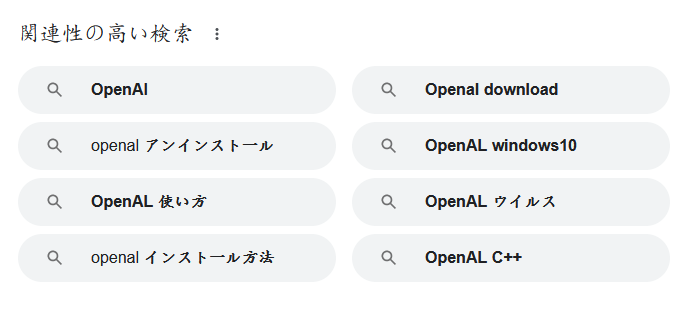 関連性の高い検索
OpenAI
Openal download
openal アンインストール
OpenAL windows10
OpenAL 使い方
OpenAL ウイルス
openal インストール方法
OpenAL C++